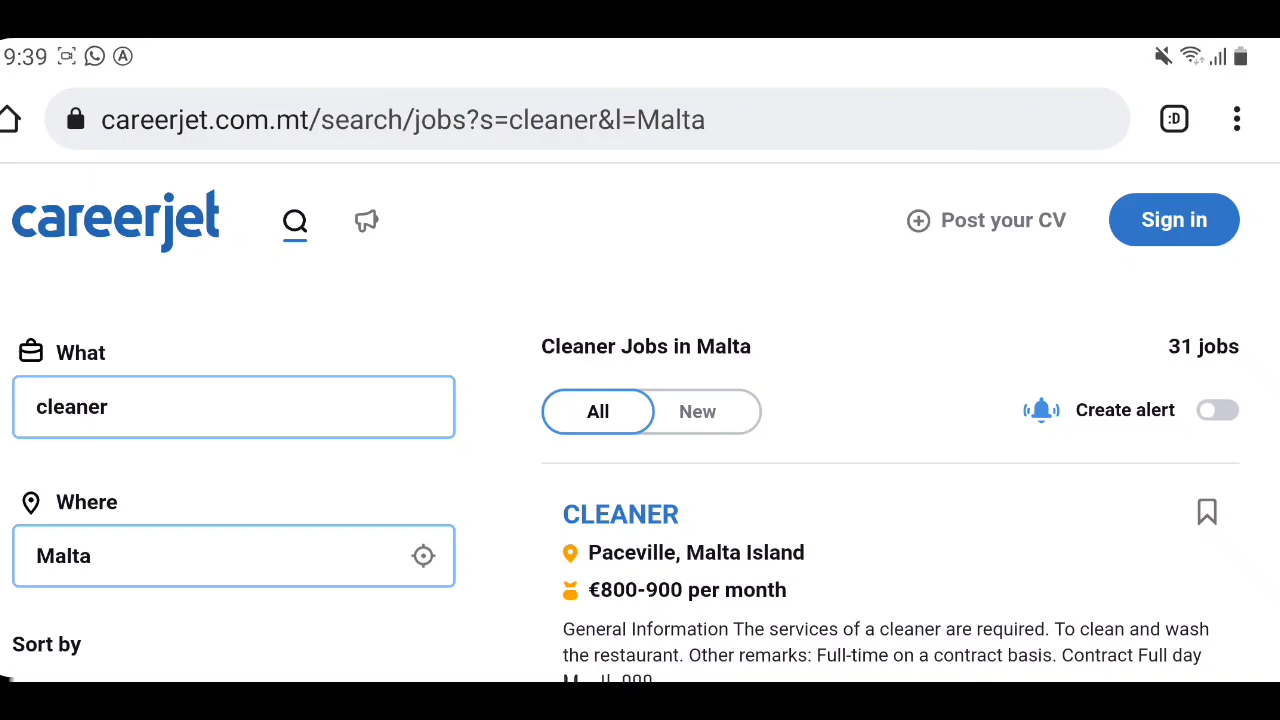 9:39
careerjet.com.mt/search/jobs?s=cleaner&l=Malta
:D
careerjet
Post your CV
Sign in
What
cleaner
Where
Malta
Sort by
Cleaner Jobs in Malta
31 jobs
All
New
Create alert
CLEANER
Paceville, Malta Island
€800-900 per month
General Information The services of a cleaner are required. To clean and wash
the restaurant. Other remarks: Full-time on a contract basis. Contract Full day